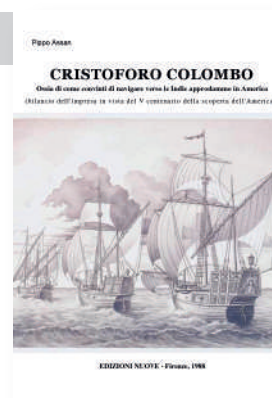 Pippo Assan
CRISTOFORO COLOMBO
Ossia di come convinti di navigare verso le Indie approdammo in America
(Bilancio dell'Impresa in vista del V centenario della scoperta dell'America
EDIZIONI NUOVE - Firenze, 1988